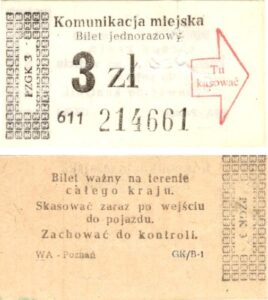 Komunikacja miejska
Bilet jednorazowy
PZGK 3
3 zł
Tu
kasować
611 214661
Bilet ważny na terenie
całego kraju.
Skasować zaraz po wejściu
do pojazdu.
Zachować do kontroli.
WA - Poznań
GK/B-1
PZGK 3